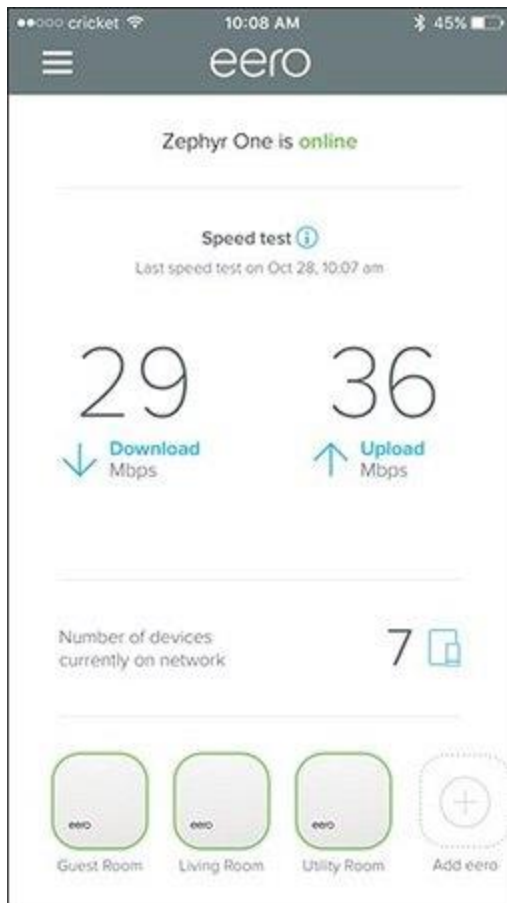 cricket 10:08 AM 45%
eero
Zephyr One is online
Speed test
Last speed test on Oct 28, 10:07 am
29 36
Download Upload
Mbps Mbps
Number of devices
currently on network
7
eero eero eero
Guest Room Living Room Utility Room Add eero